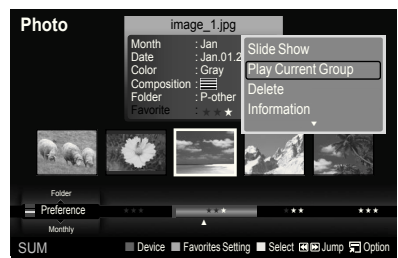 Photo
image_1.jpg
Month : Jan
Date : Jan.01.2
Color : Gray
Composition :
Folder : P-other
Favorite : ★ ★ ★
Slide Show
Play Current Group
Delete
Information
Folder
Preference
★★★ ★★★ ★★★ ★★★
Monthly
SUM
Device Favorites Setting Select Jump Option